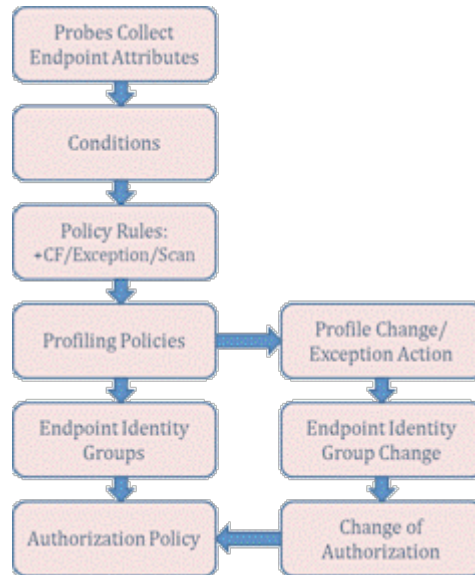 Probes Collect
Endpoint Attributes
Conditions
Policy Rules:
+CF/Exception/Scan
Profiling Policies
Profile Change/
Exception Action
Endpoint Identity
Groups
Endpoint Identity
Group Change
Authorization Policy
Change of
Authorization